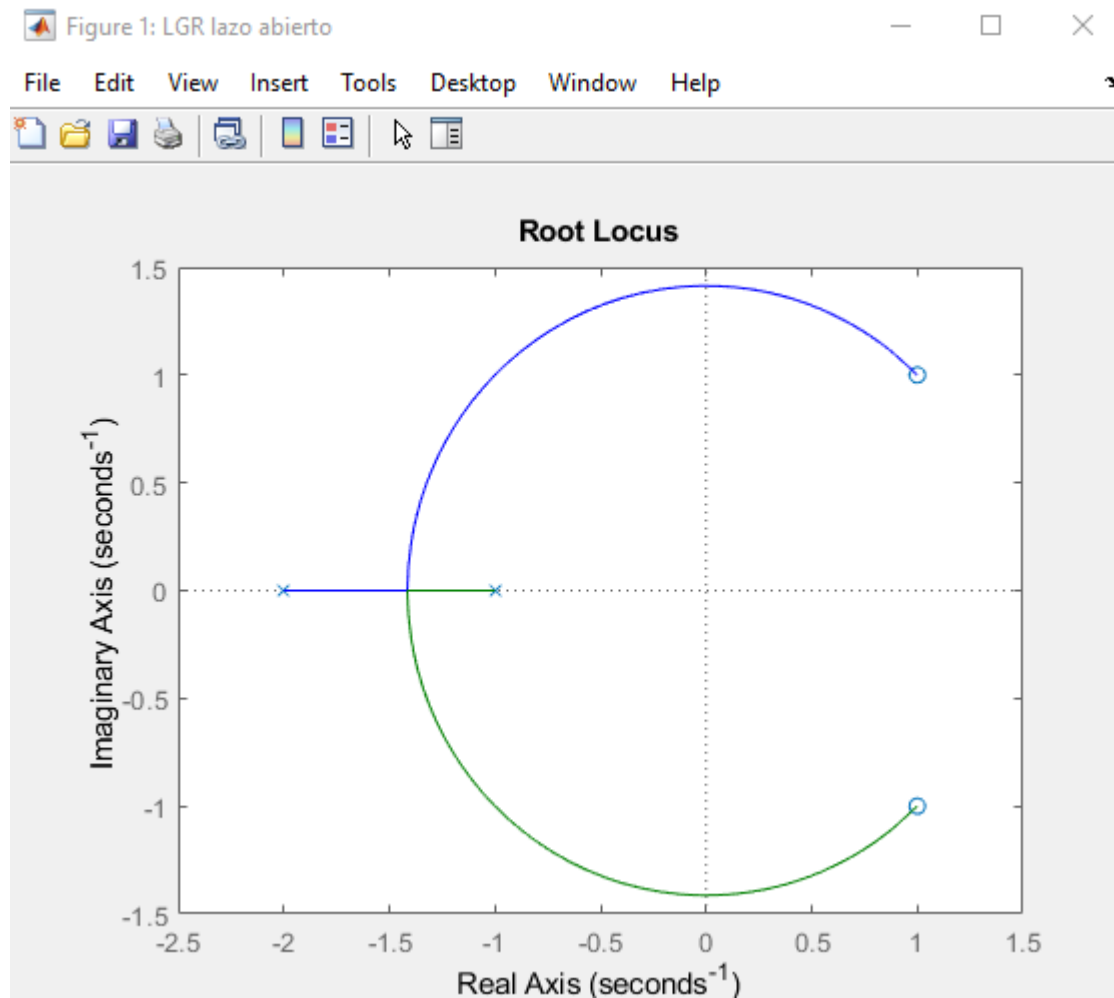 Figure 1: LGR lazo abierto
File Edit View Insert Tools Desktop Window Help
Root Locus
1.5
1
0.5
0
-0.5
-1
-1.5
Imaginary Axis (seconds⁻¹)
-2.5 -2 -1.5 -1 -0.5 0 0.5 1 1.5
Real Axis (seconds⁻¹)